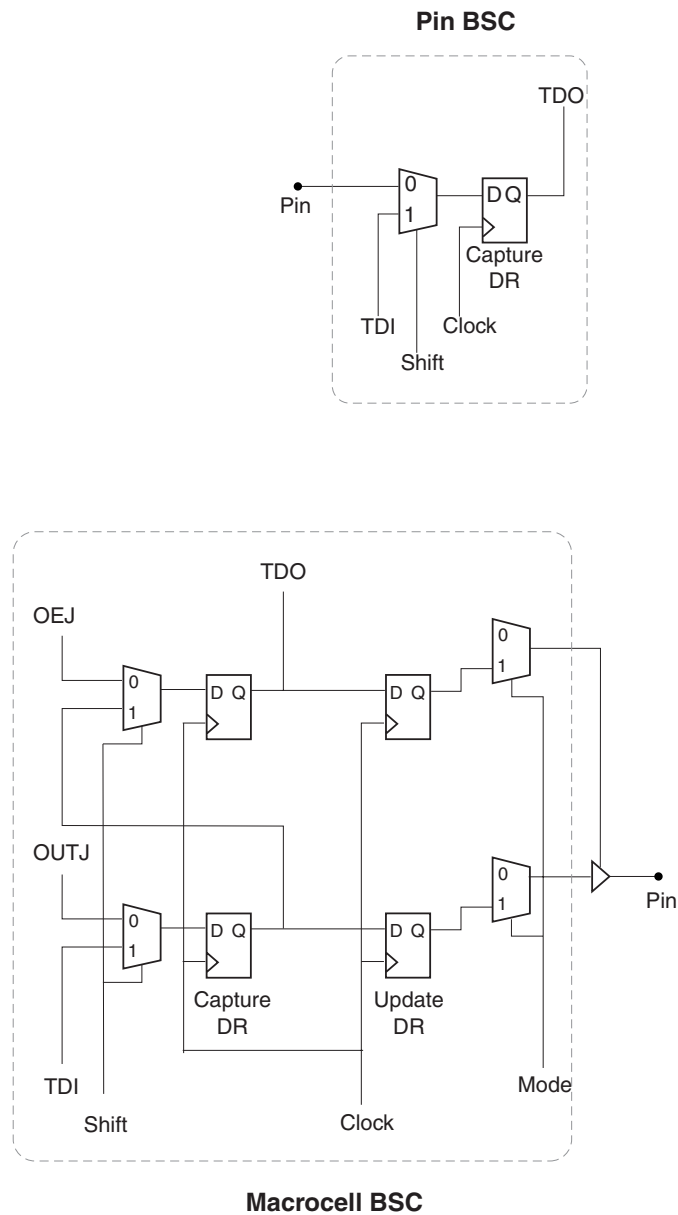 Pin BSC
TDO
0
D Q
Pin
1
Capture
DR
TDI
Clock
Shift
TDO
OEJ
0
0
1
D Q
D Q
1
OUTJ
0
0
Pin
1
D Q
D Q
1
Capture
DR
Update
DR
TDI
Mode
Shift
Clock
Macrocell BSC